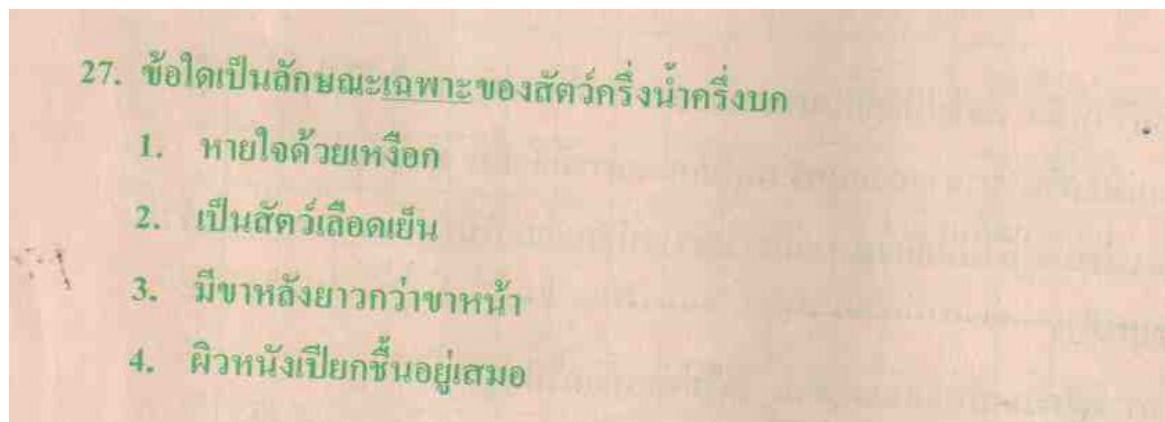 27. ข้อใดเป็นลักษณะเฉพาะของสัตว์ครึ่งน้ำครึ่งบก
1. หายใจด้วยเหงือก
2. เป็นสัตว์เลือดเย็น
3. มีขาหลังยาวกว่าขาหน้า
4. ผิวหนังเปียกชื้นอยู่เสมอ